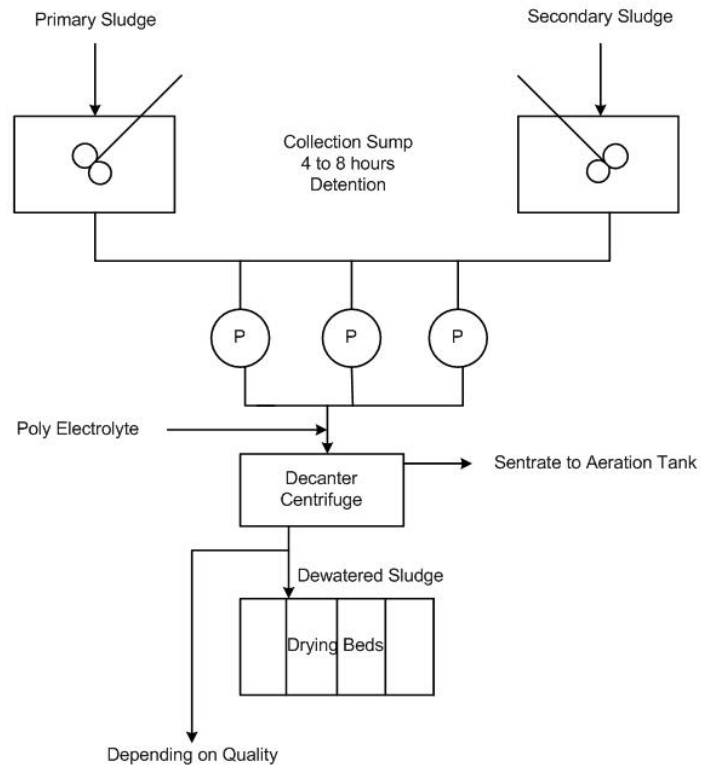 Primary Sludge
Secondary Sludge
Collection Sump
4 to 8 hours
Detention
P
P
P
Poly Electrolyte
Decanter
Centrifuge
Sentrate to Aeration Tank
Dewatered Sludge
Drying Beds
Depending on Quality